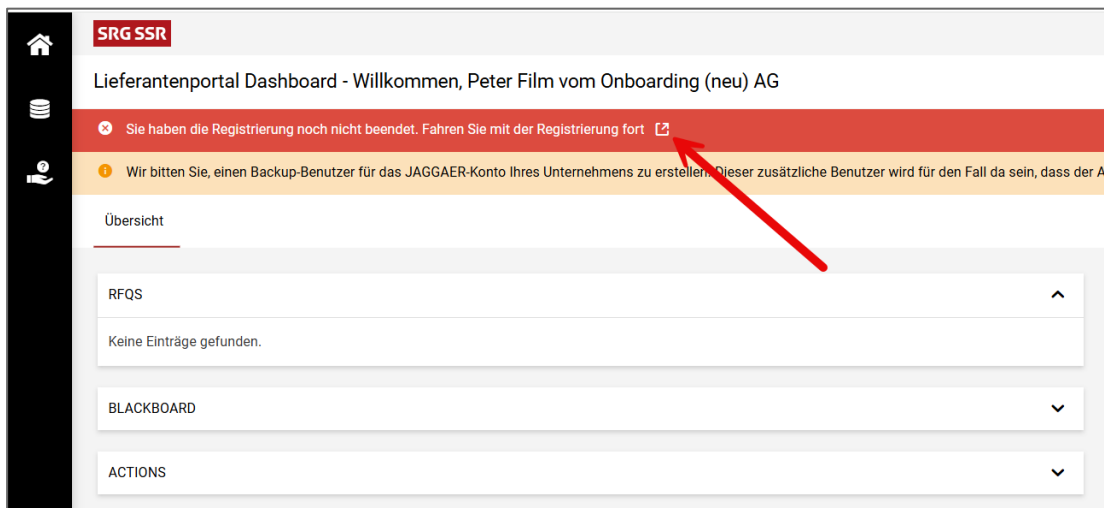 SRG SSR
Lieferantenportal Dashboard - Willkommen, Peter Film vom Onboarding (neu) AG
Sie haben die Registrierung noch nicht beendet. Fahren Sie mit der Registrierung fort
Wir bitten Sie, einen Backup-Benutzer für das JAGGAER-Konto Ihres Unternehmens zu erstellen. Dieser zusätzliche Benutzer wird für den Fall da sein, dass der A
Übersicht
RFQS
Keine Einträge gefunden.
BLACKBOARD
ACTIONS